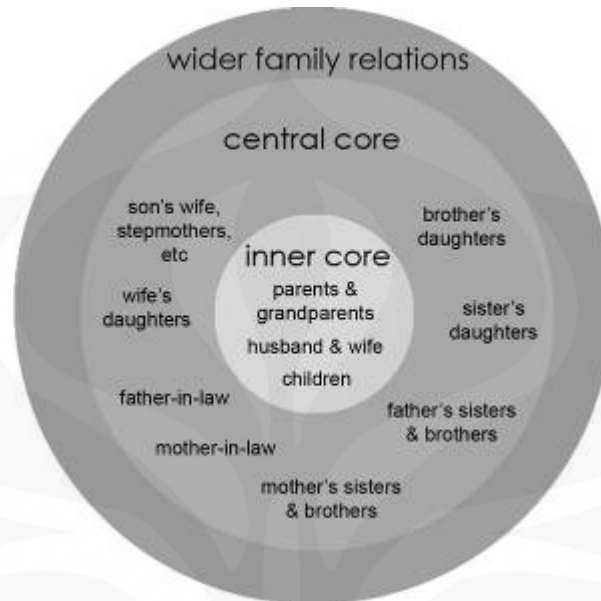 wider family relations
central core
son's wife,
stepmothers,
etc
brother's
daughters
inner core
parents &
grandparents
husband & wife
children
wife's
daughters
sister's
daughters
father-in-law
father's sisters
& brothers
mother-in-law
mother's sisters
& brothers